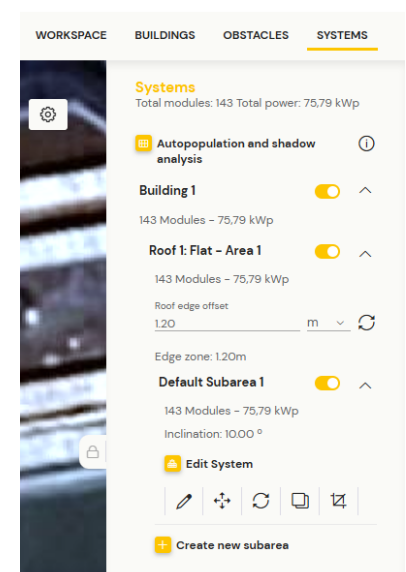 WORKSPACE BUILDINGS OBSTACLES SYSTEMS
Systems
Total modules: 143 Total power: 75,79 kWp
Autopopulation and shadow
analysis
Building 1
143 Modules - 75,79 kWp
Roof 1: Flat - Area 1
143 Modules - 75,79 kWp
Roof edge offset
1.20 m
Edge zone: 1.20m
Default Subarea 1
143 Modules - 75,79 kWp
Inclination: 10.00 °
Edit System
Create new subarea